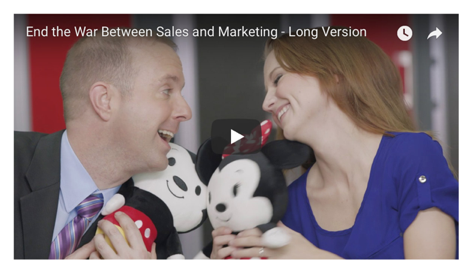 End the War Between Sales and Marketing - Long Version